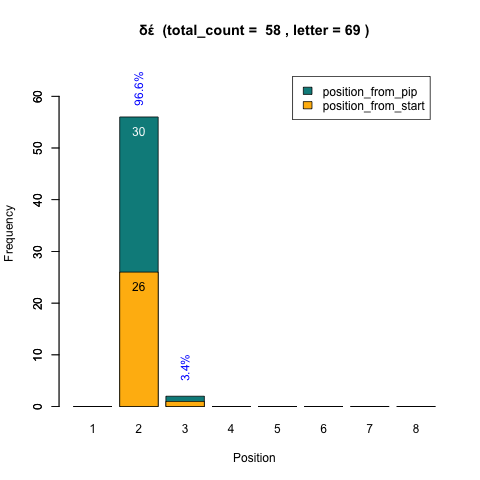 δέ (total_count = 58 , letter = 69 )
position_from_pip
position_from_start
96.6%
30
26
3.4%
Frequency
0
10
20
30
40
50
60
1 2 3 4 5 6 7 8
Position